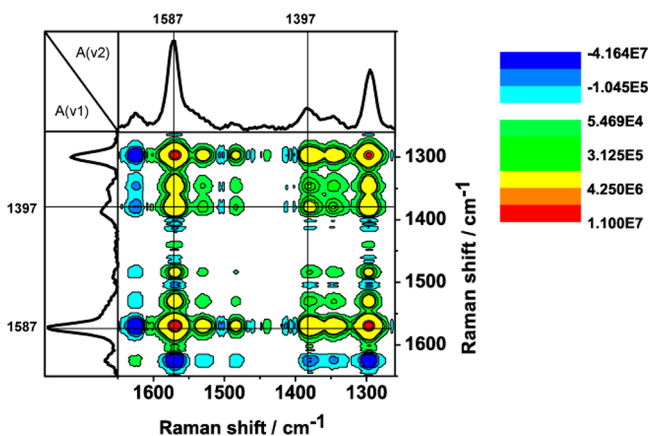 1587
1397
A(v2)
A(v1)
-4.164E7
-1.045E5
5.469E4
3.125E5
4.250E6
1.100E7
1300
1397
1400
1500
1587
1600
Raman shift / cm-1
1600
1500
1400
1300
Raman shift / cm-1